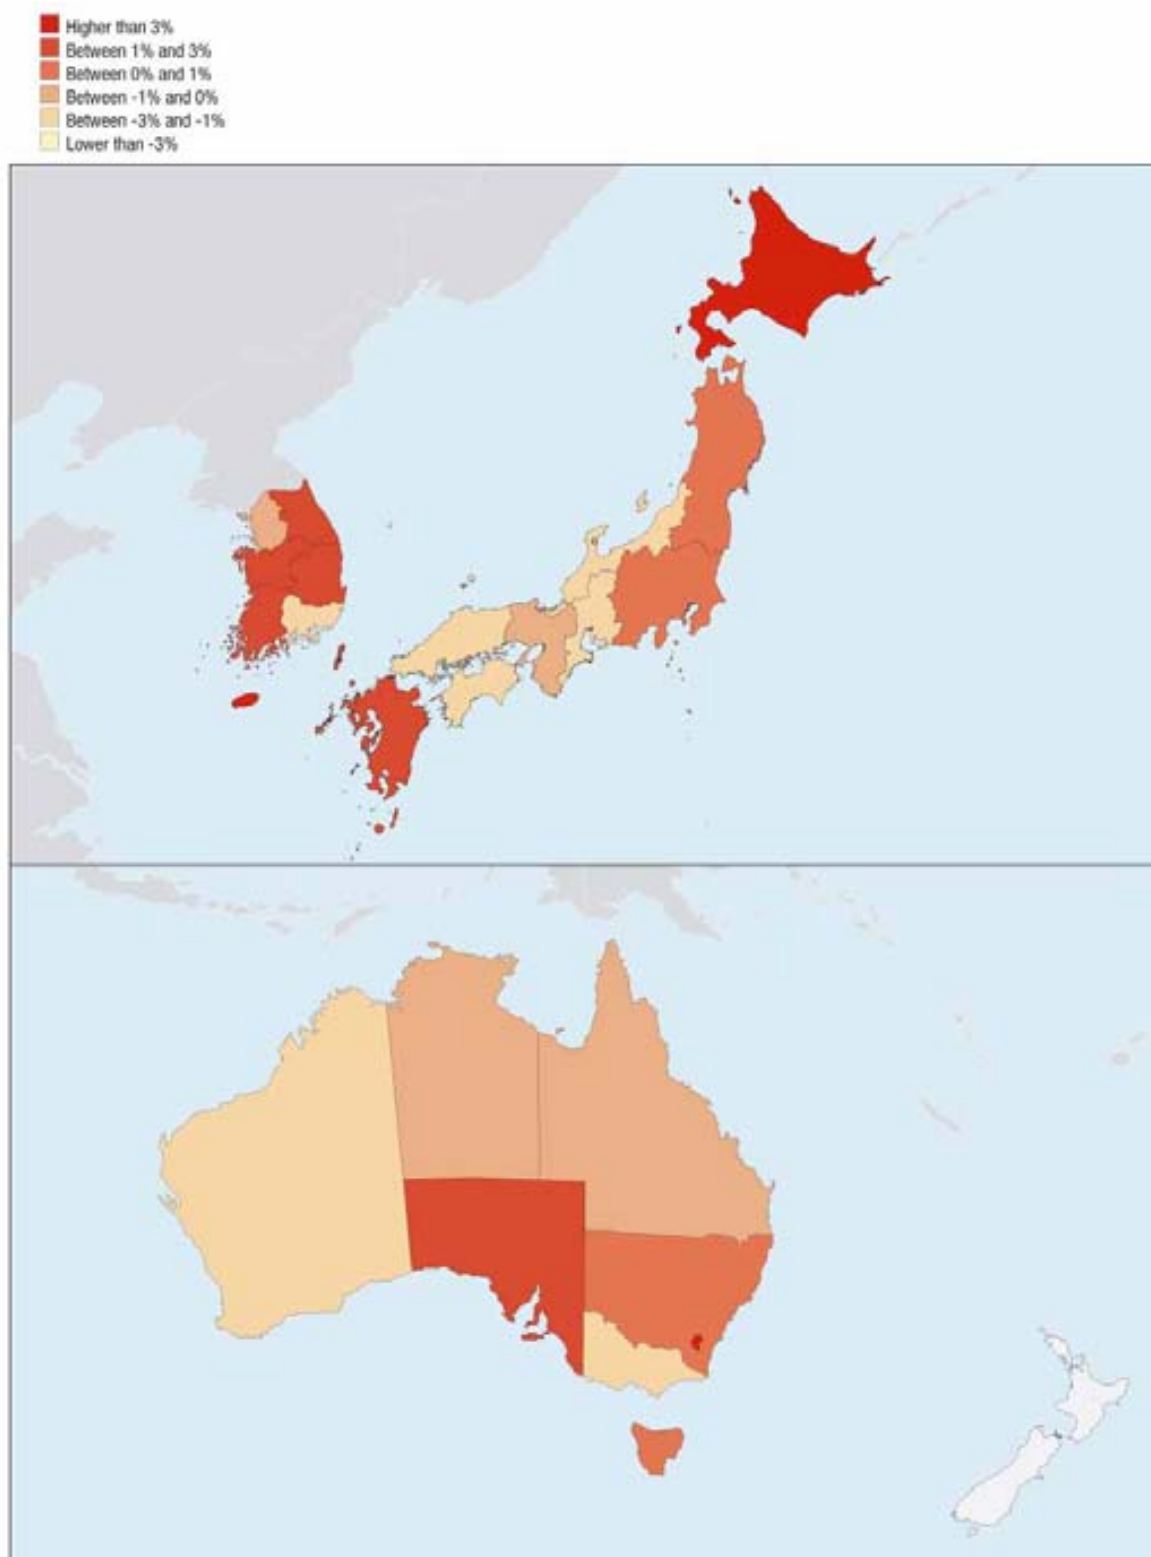 Higher than 3%
Between 1% and 3%
Between 0% and 1%
Between -1% and 0%
Between -3% and -1%
Lower than -3%